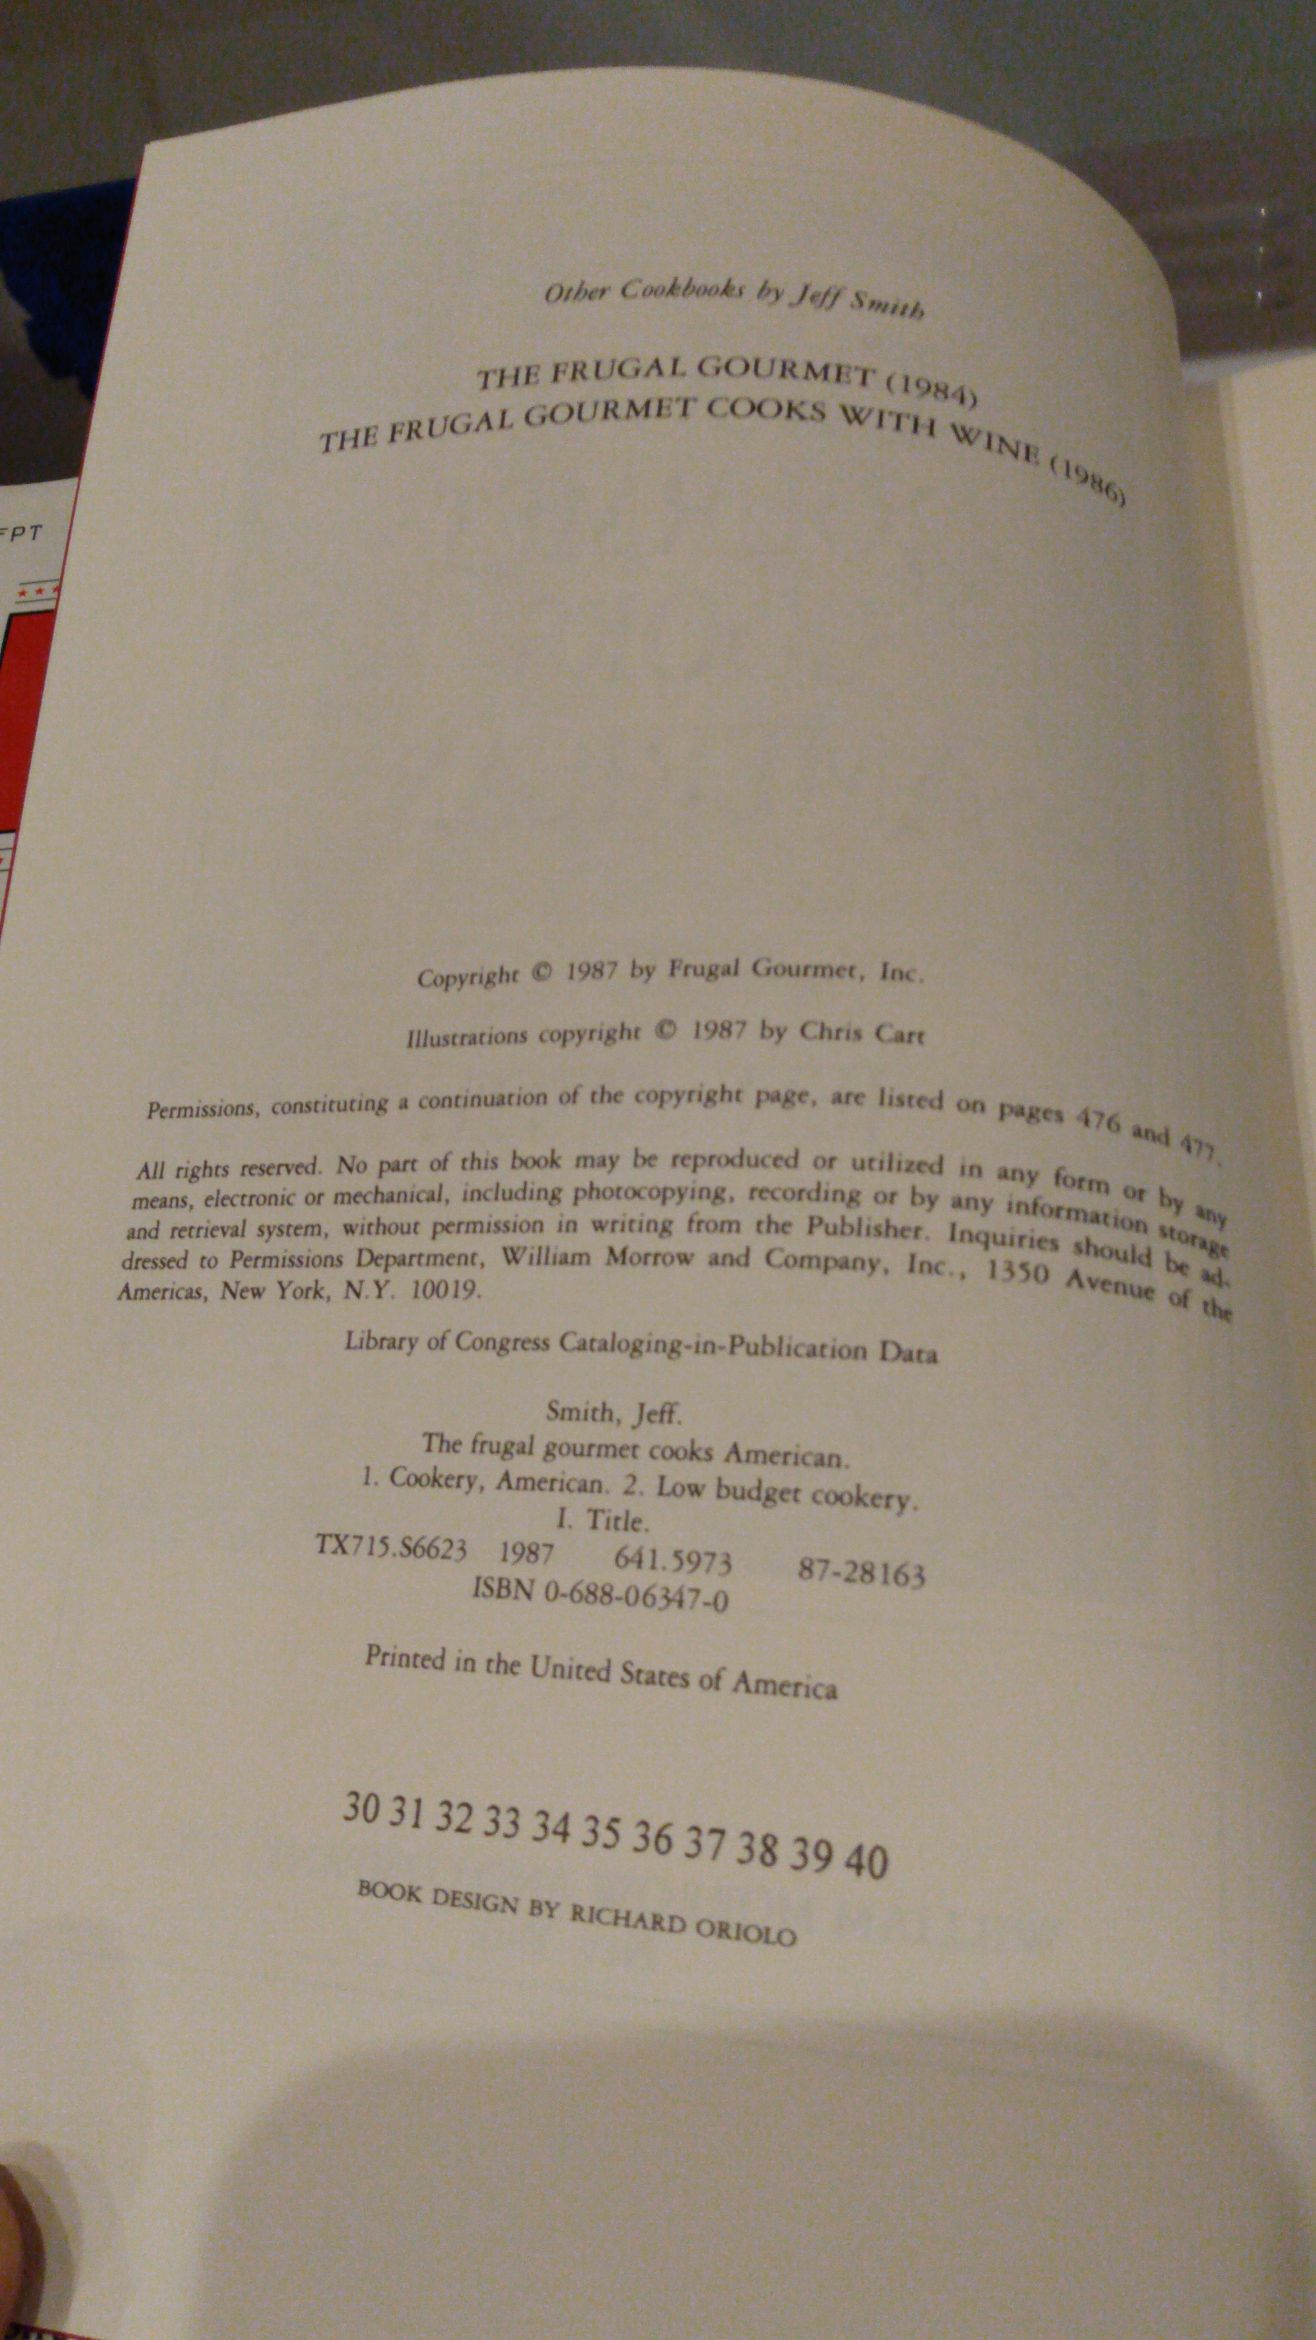 Other Cookbooks by Jeff Smith
THE FRUGAL GOURMET (1984)
THE FRUGAL GOURMET COOKS WITH WINE (1986)
FPT
Copyright © 1987 by Frugal Gourmet, Inc.
Illustrations copyright © 1987 by Chris Cart
Permissions, constituting a continuation of the copyright page, are listed on pages 476 and 477.
All rights reserved. No part of this book may be reproduced or utilized in any form or by any
means, electronic or mechanical, including photocopying, recording or by any information storage
and retrieval system, without permission in writing from the Publisher. Inquiries should be ad-
dressed to Permissions Department, William Morrow and Company, Inc., 1350 Avenue of the
Americas, New York, N.Y. 10019.
Library of Congress Cataloging-in-Publication Data
Smith, Jeff.
The frugal gourmet cooks American.
1. Cookery, American. 2. Low budget cookery.
I. Title.
TX715.S6623 1987 641.5973 87-28163
ISBN 0-688-06347-0
Printed in the United States of America
30 31 32 33 34 35 36 37 38 39 40
BOOK DESIGN BY RICHARD ORIOLO